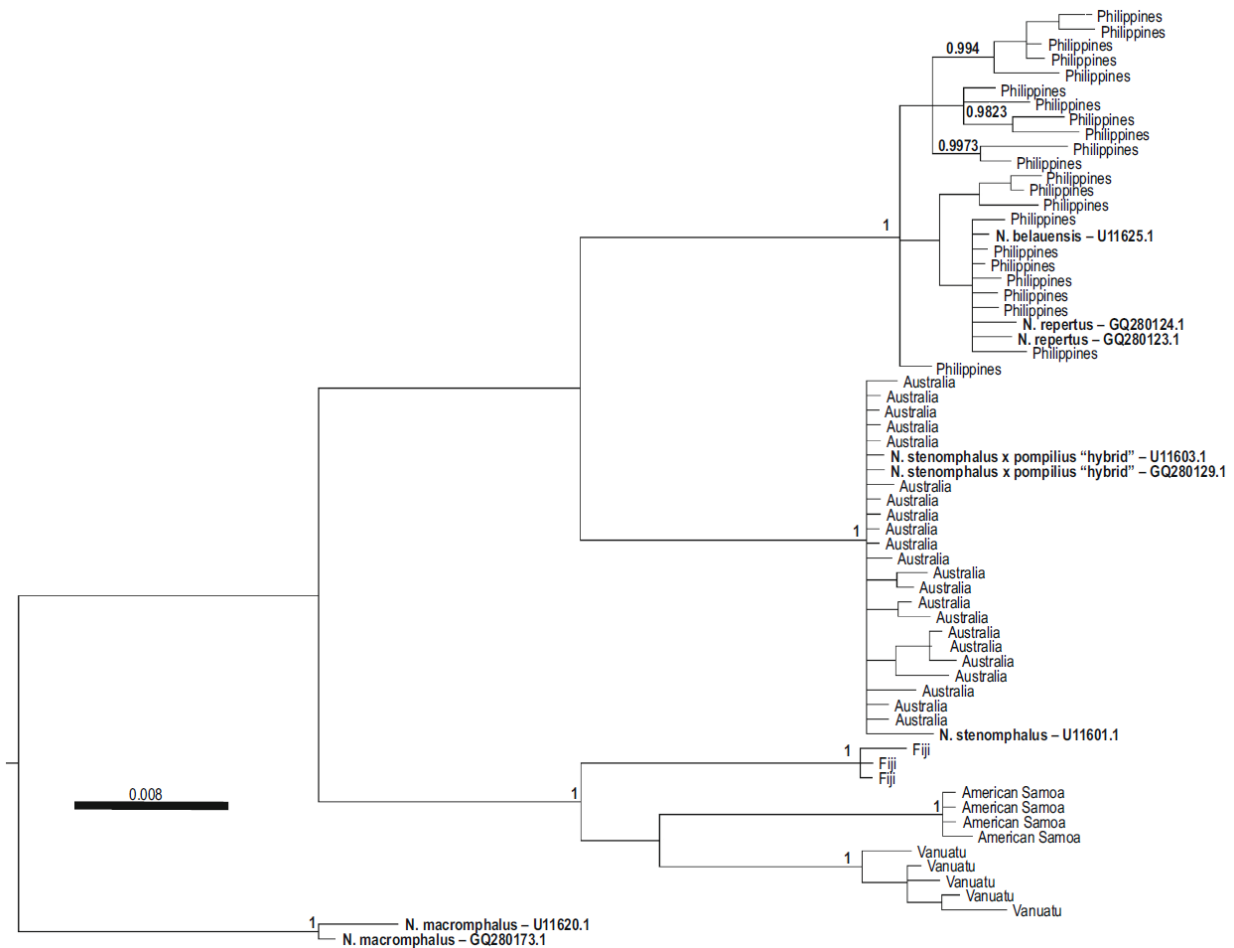 Philippines
Philippines
0.994
Philippines
Philippines
Philippines
Philippines
Philippines
0.9823
Philippines
Philippines
0.9973
Philippines
Philippines
Philippines
Philippines
Philippines
Philippines
1
N. belauensis – U11625.1
Philippines
Philippines
Philippines
Philippines
Philippines
N. repertus – GQ280124.1
N. repertus – GQ280123.1
Philippines
Philippines
Australia
Australia
Australia
Australia
Australia
N. stenomphalus x pompilius “hybrid” – U11603.1
N. stenomphalus x pompilius “hybrid” – GQ280129.1
Australia
Australia
Australia
Australia
1
Australia
Australia
Australia
Australia
Australia
Australia
Australia
Australia
Australia
Australia
Australia
Australia
Australia
N. stenomphalus – U11601.1
1
Fiji
Fiji
Fiji
0.008
1
American Samoa
1
American Samoa
American Samoa
American Samoa
1
Vanuatu
Vanuatu
Vanuatu
Vanuatu
Vanuatu
1
N. macromphalus – U11620.1
N. macromphalus – GQ280173.1